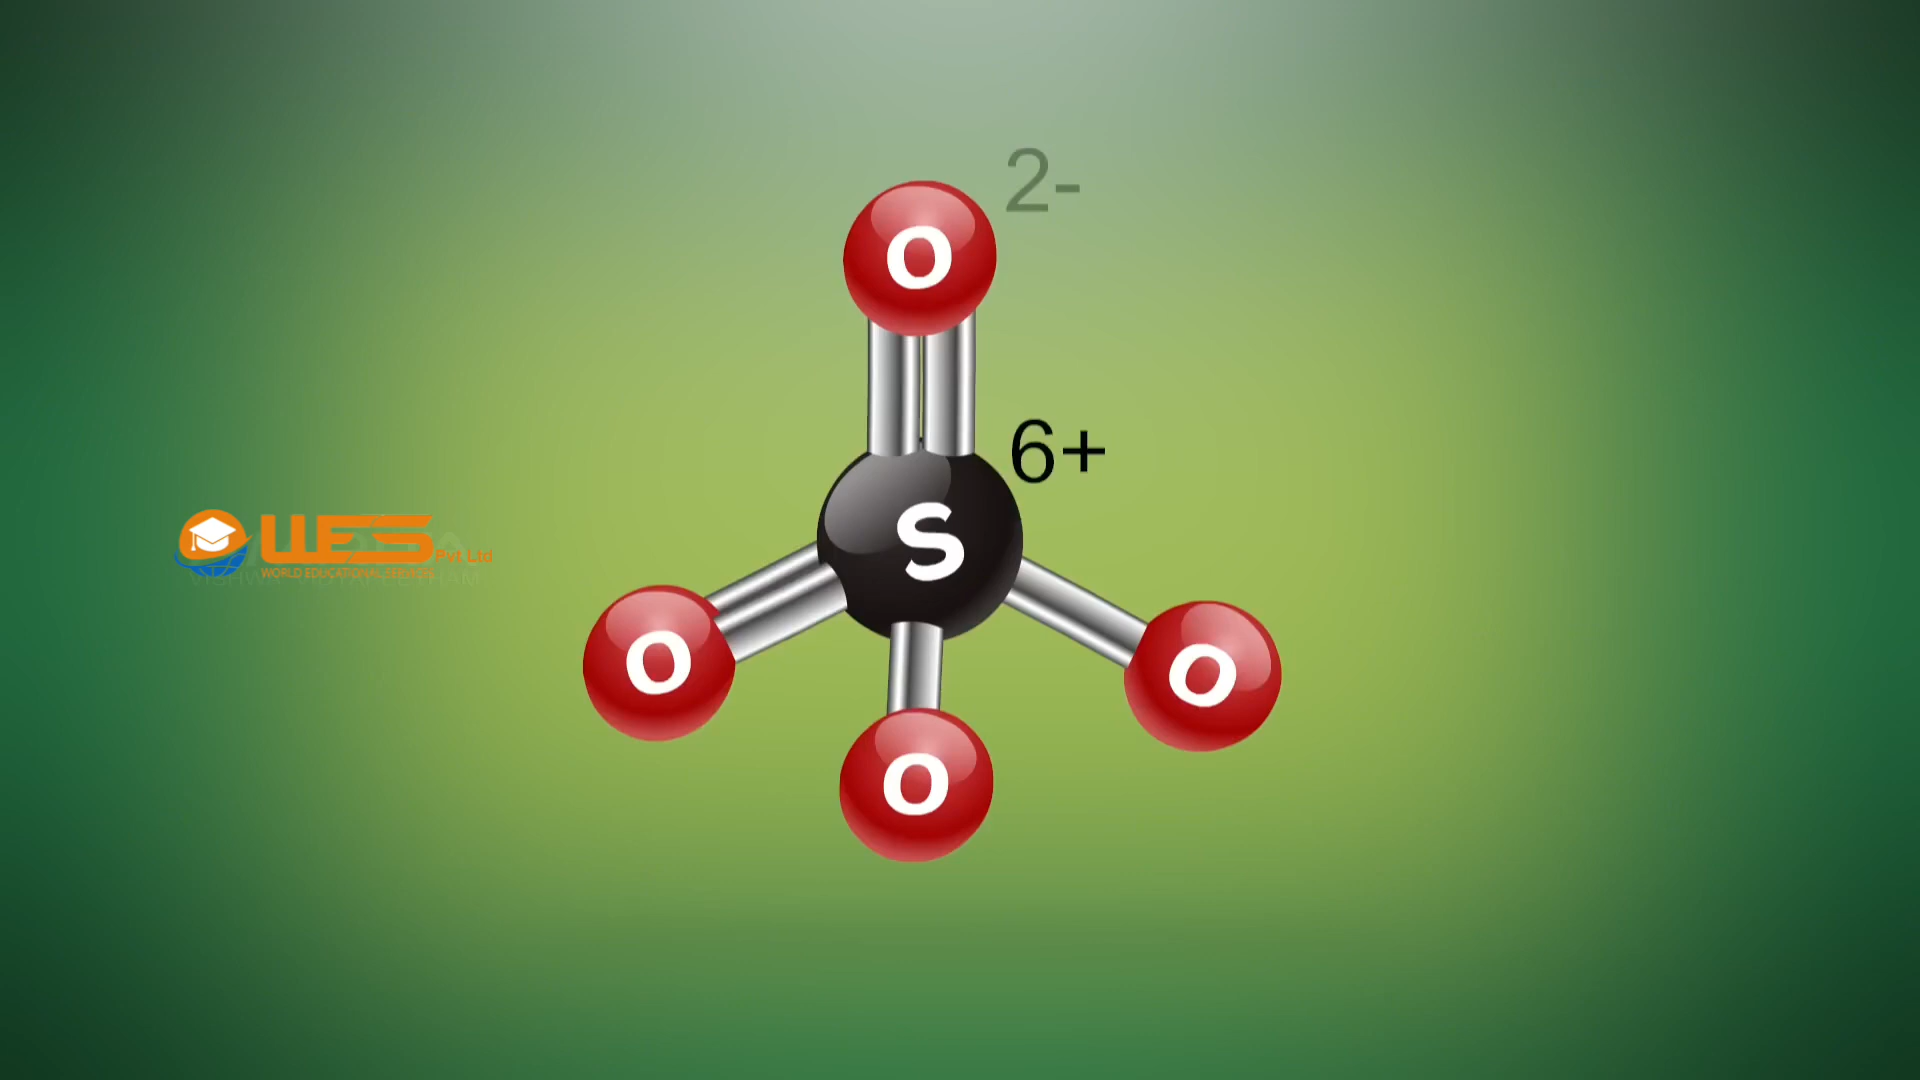 2-
O
6+
S
WES Pvt Ltd
WORLD EDUCATIONAL SERVICES
O
O
O